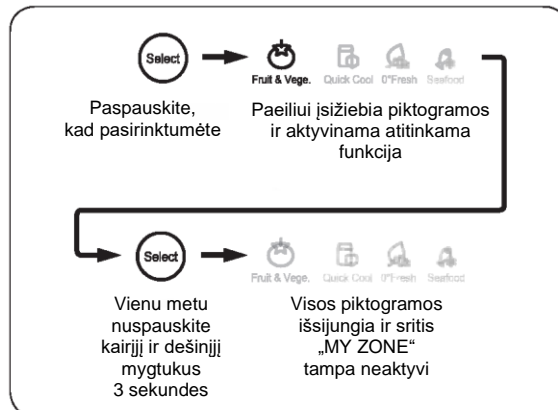 Select
Fruit & Vege. Quick Cool 0°Fresh Seafood
Paspauskite,
kad pasirinktumėte
Paeiliui įsižiebia piktogramos
ir aktyvinama atitinkama
funkcija
Select
Fruit & Vege. Quick Cool 0°Fresh Seafood
Vienu metu
nuspauskite
kairįjį ir dešinįjį
mygtukus
3 sekundes
Visos piktogramos
išsijungia ir sritis
„MY ZONE“
tampa neaktyvi